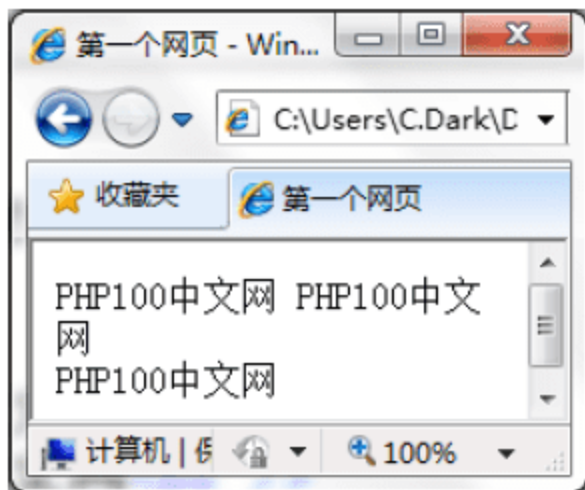 第一个网页 - Win...
C:\Users\C.Dark\D
收藏夹
第一个网页
PHP100中文网 PHP100中文
网
PHP100中文网
计算机 |
100%